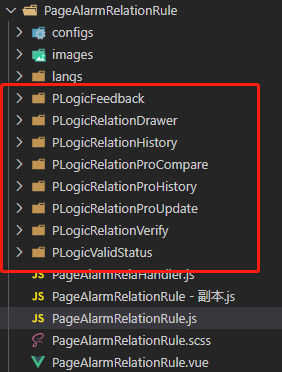 PageAlarmRelationRule
configs
images
langs
PLogicFeedback
PLogicRelationDrawer
PLogicRelationHistory
PLogicRelationProCompare
PLogicRelationProHistory
PLogicRelationProUpdate
PLogicRelationVerify
PLogicValidStatus
JS PageAlarmRelaHandler.js
JS PageAlarmRelationRule - 副本.js
JS PageAlarmRelationRule.js
PageAlarmRelationRule.scss
PageAlarmRelationRule.vue